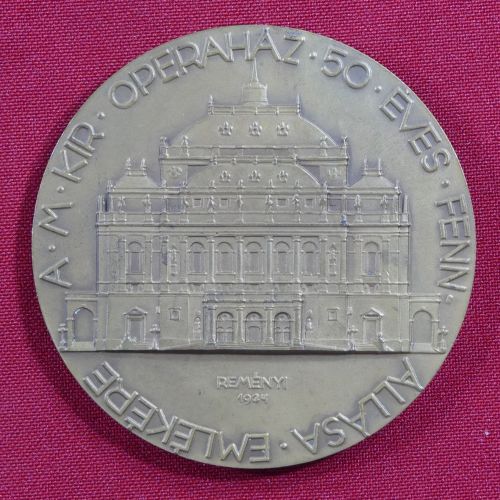 A · M · KIR · OPERAHÁZ · 50 · ÉVES · FENN ÁLLÁSA · EMLÉKÉRE
REMÉNYI
1934